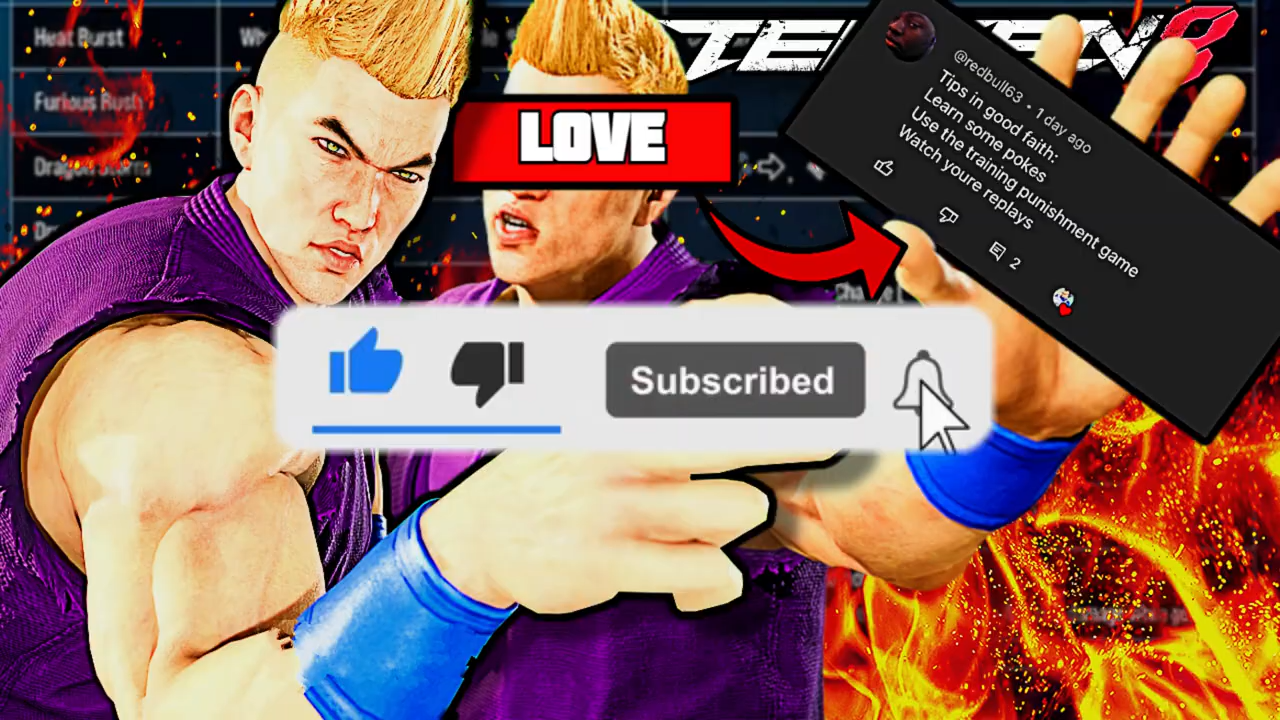 Heat Burst
Wh
TEKKEN 8
Furious Rush
Dragon Storm
LOVE
@redbull63 • 1 day ago
Tips in good faith:
Learn some pokes
Use the training punishment game
Watch youre replays
2
Subscribed